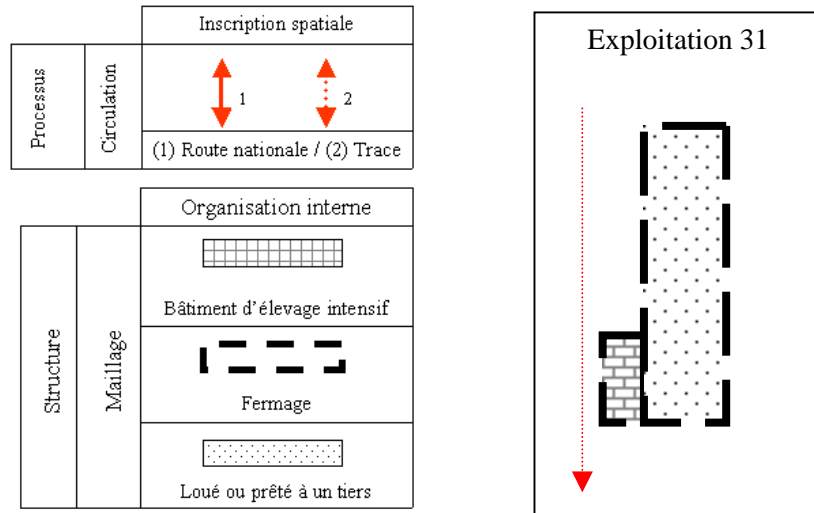 Inscription spatiale
Processus
Circulation
1
2
(1) Route nationale / (2) Trace
Organisation interne
Structure
Maillage
Bâtiment d'élevage intensif
Fermage
Loué ou prêté à un tiers
Exploitation 31